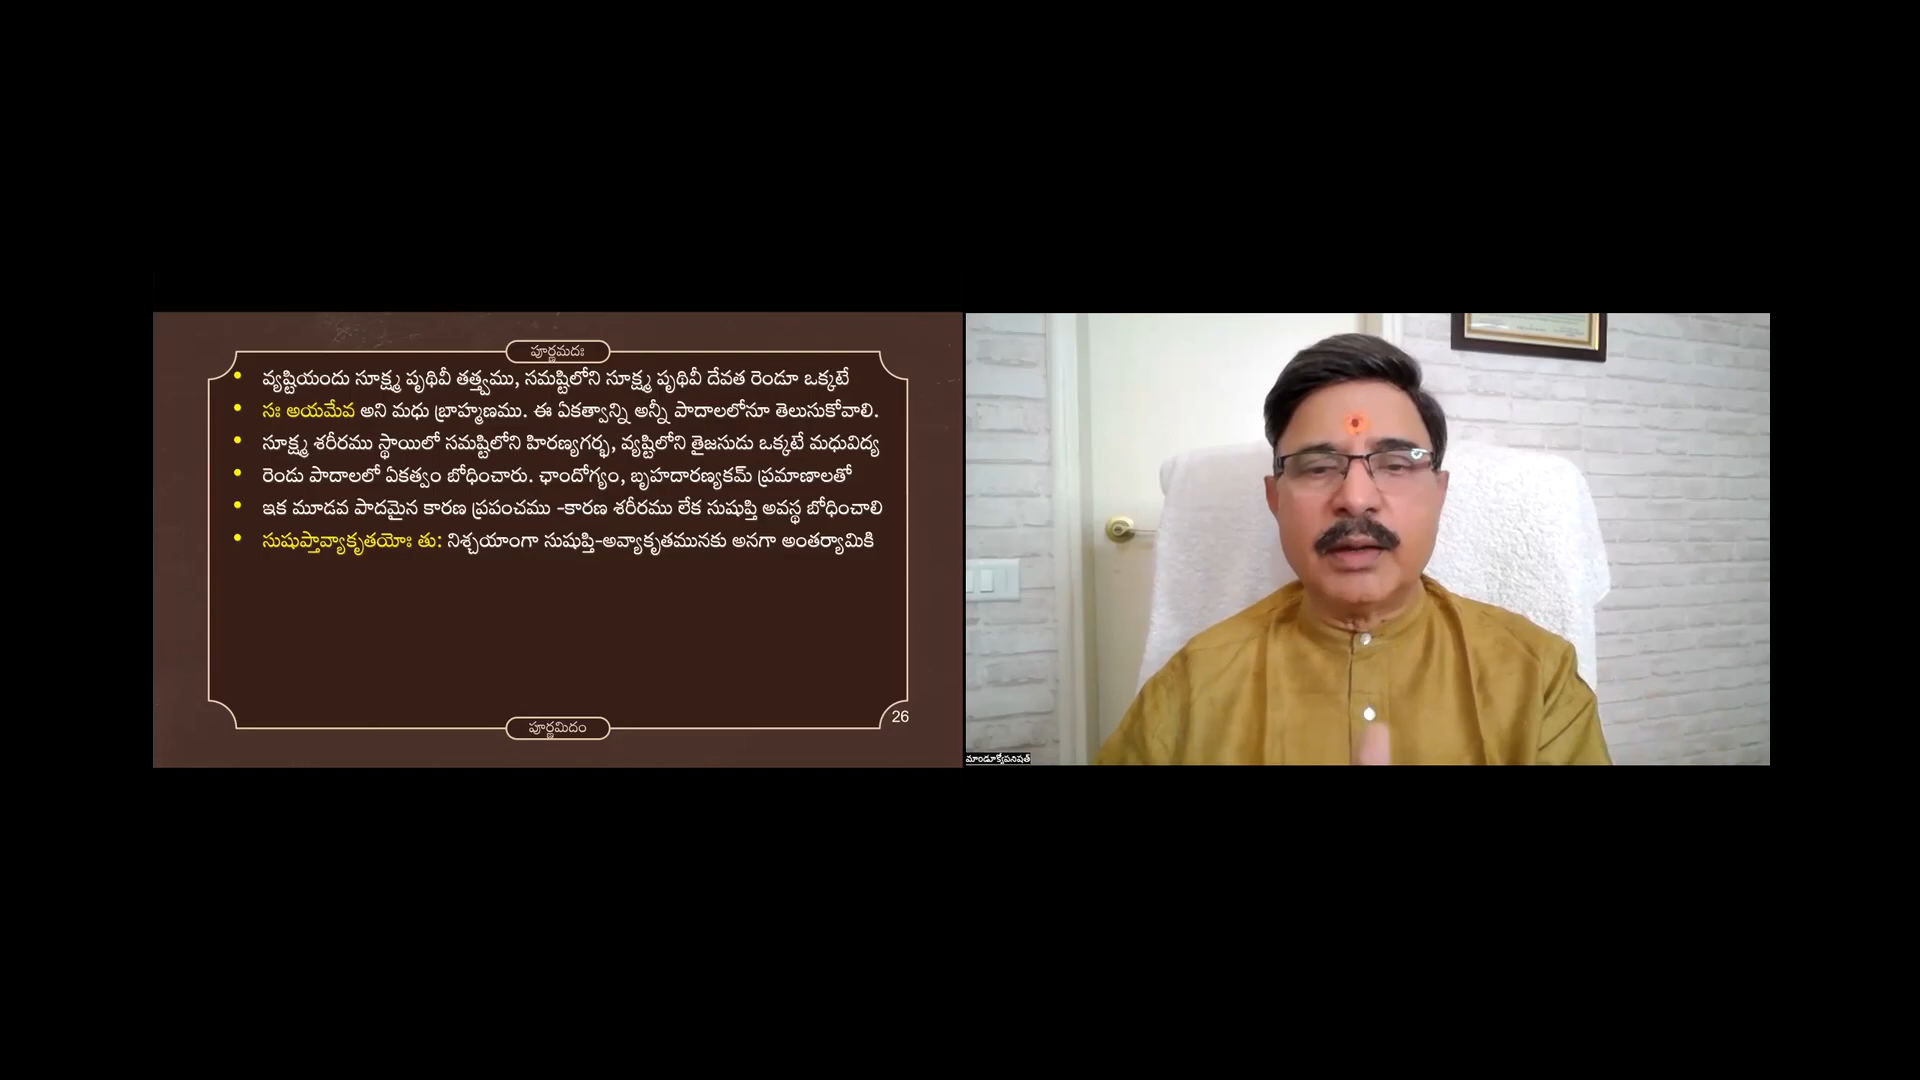 పూర్ణమదః
• వ్యష్టియందు సూక్ష్మ పృథివీ తత్త్వము, సమష్టిలోని సూక్ష్మ పృథివీ దేవత రెండూ ఒక్కటే
• సః అయమేవ అని మధు బ్రాహ్మణము. ఈ ఏకత్వాన్ని అన్నీ పాదాలలోనూ తెలుసుకోవాలి.
• సూక్ష్మ శరీరము స్థాయిలో సమష్టిలోని హిరణ్యగర్భ, వ్యష్టిలోని తైజసుడు ఒక్కటే మధువిద్య
• రెండు పాదాలలో ఏకత్వం బోధించారు. ఛాందోగ్యం, బృహదారణ్యకమ్ ప్రమాణాలతో
• ఇక మూడవ పాదమైన కారణ ప్రపంచము -కారణ శరీరము లేక సుషుప్తి అవస్థ బోధించాలి
• సుషుప్తావ్యాకృతయోః తు: నిశ్చయాంగా సుషుప్తి-అవ్యాకృతమునకు అనగా అంతర్యామికి
26
పూర్ణమిదం
మాండూక్యోపనిషత్